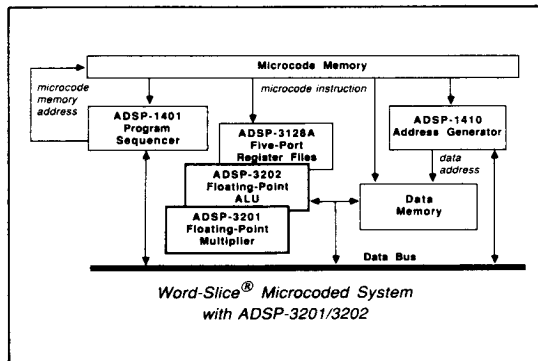 Microcode Memory
microcode
memory
address
microcode instruction
ADSP-1401
Program
Sequencer
ADSP-3128A
Five-Port
Register Files
ADSP-3202
Floating-Point
ALU
ADSP-3201
Floating-Point
Multiplier
ADSP-1410
Address Generator
data
address
Data
Memory
Data Bus
Word-Slice® Microcoded System
with ADSP-3201/3202